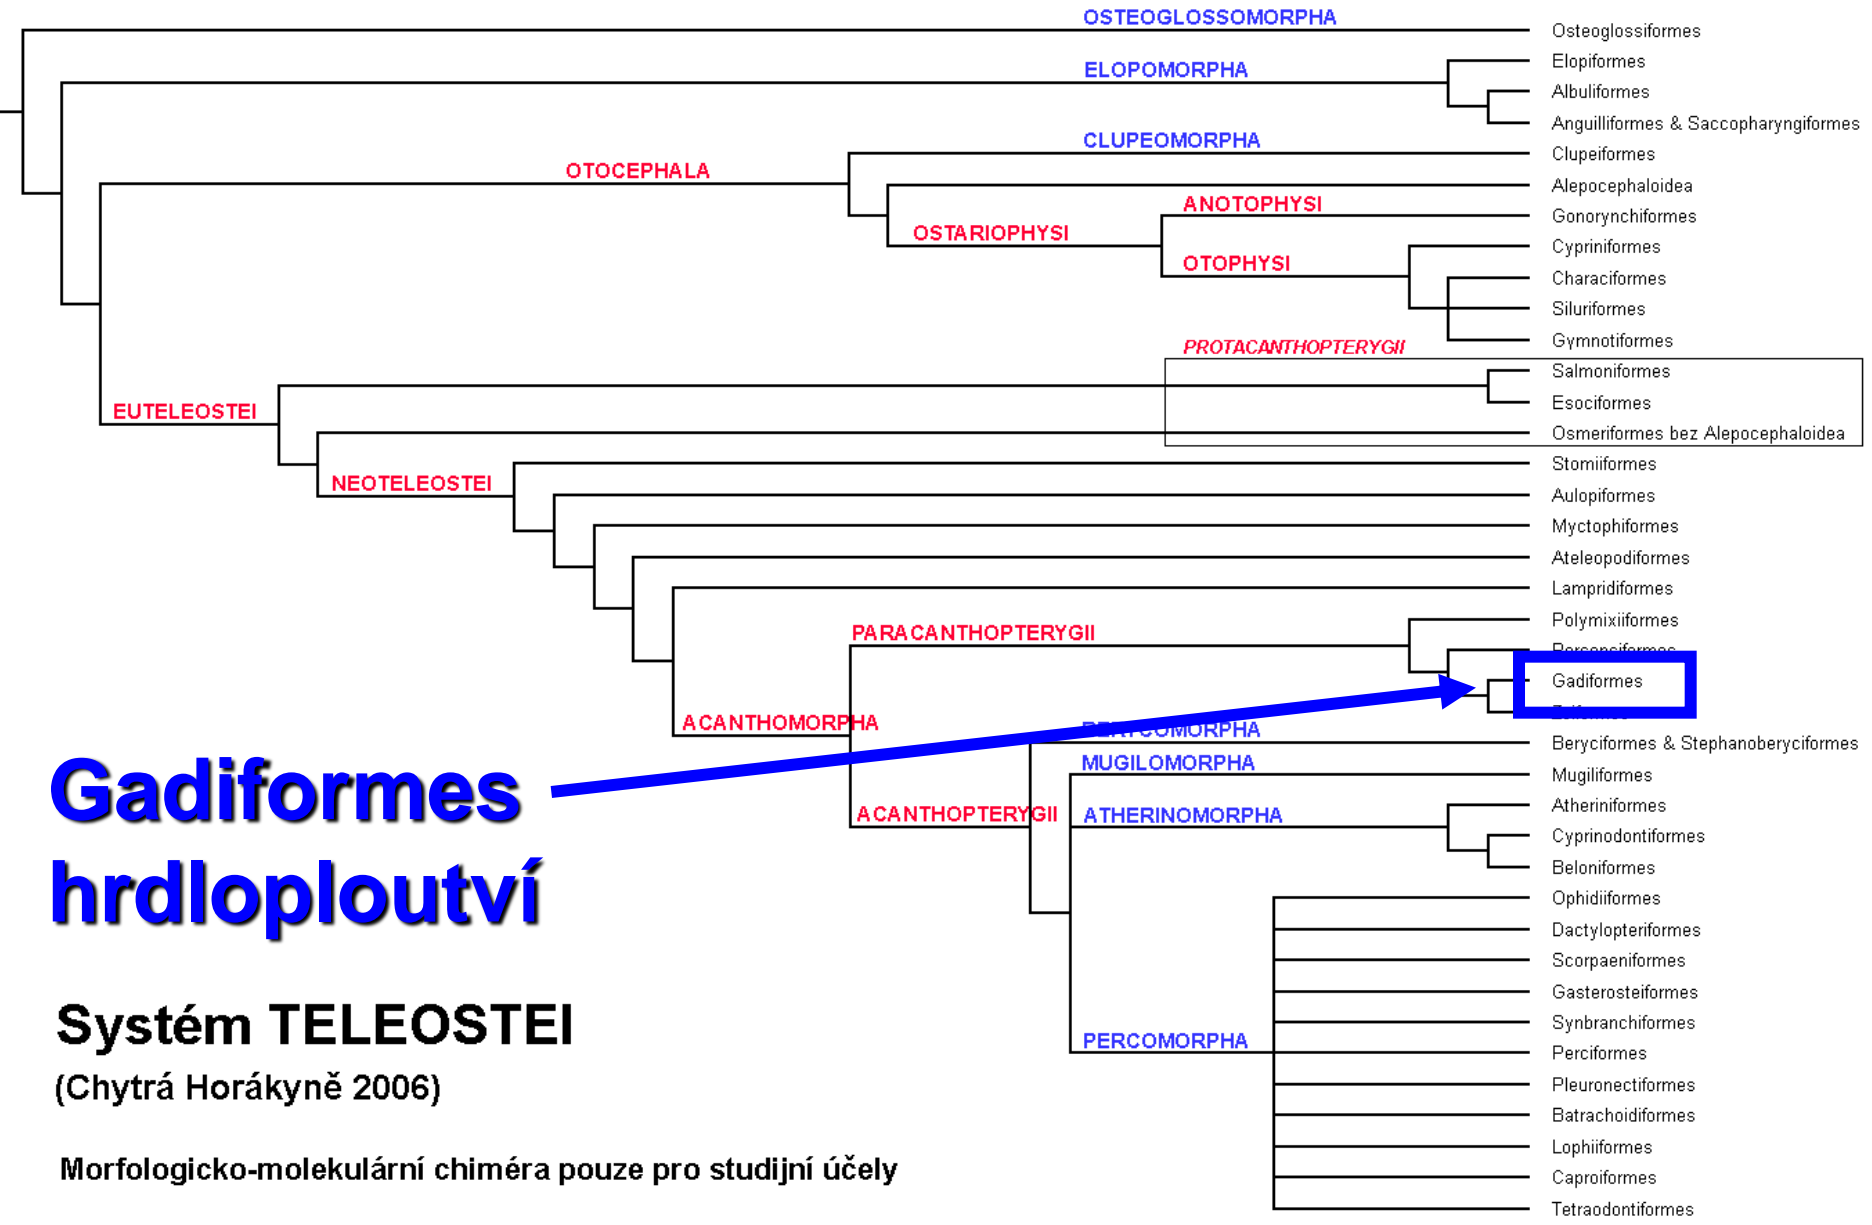 OSTEOGLOSSOMORPHA
Osteoglossiformes
Elopiformes
ELOPOMORPHA
Albuliformes
Anguilliformes & Saccopharyngiformes
CLUPEOMORPHA
Clupeiformes
OTOCEPHALA
Alepocephaloidea
ANOTOPHYSI
Gonorynchiformes
OSTARIOPHYSI
Cypriniformes
OTOPHYSI
Characiformes
Siluriformes
Gymnotiformes
PROTACANTHOPTERYGII
Salmoniformes
Esociformes
EUTELEOSTEI
Osmeriformes bez Alepocephaloidea
Stomiiformes
NEOTELEOSTEI
Aulopiformes
Myctophiformes
Ateleopodiformes
Lampridiformes
Polymixiiformes
PARACANTHOPTERYGII
Gadiformes
ACANTHOMORPHA
BERYCOMORPHA
Beryciformes & Stephanoberyciformes
MUGILOMORPHA
Mugiliformes
Atheriniformes
ACANTHOPTERYGII
ATHERINOMORPHA
Cyprinodontiformes
Beloniformes
Ophidiiformes
Dactylopteriformes
Scorpaeniformes
Gasterosteiformes
Synbranchiformes
PERCOMORPHA
Perciformes
Pleuronectiformes
Batrachoidiformes
Lophiiformes
Caproiformes
Tetraodontiformes
Gadiformes
hrdloploutví
Systém TELEOSTEI
(Chytrá Horákyně 2006)
Morfologicko-molekulární chiméra pouze pro studijní účely